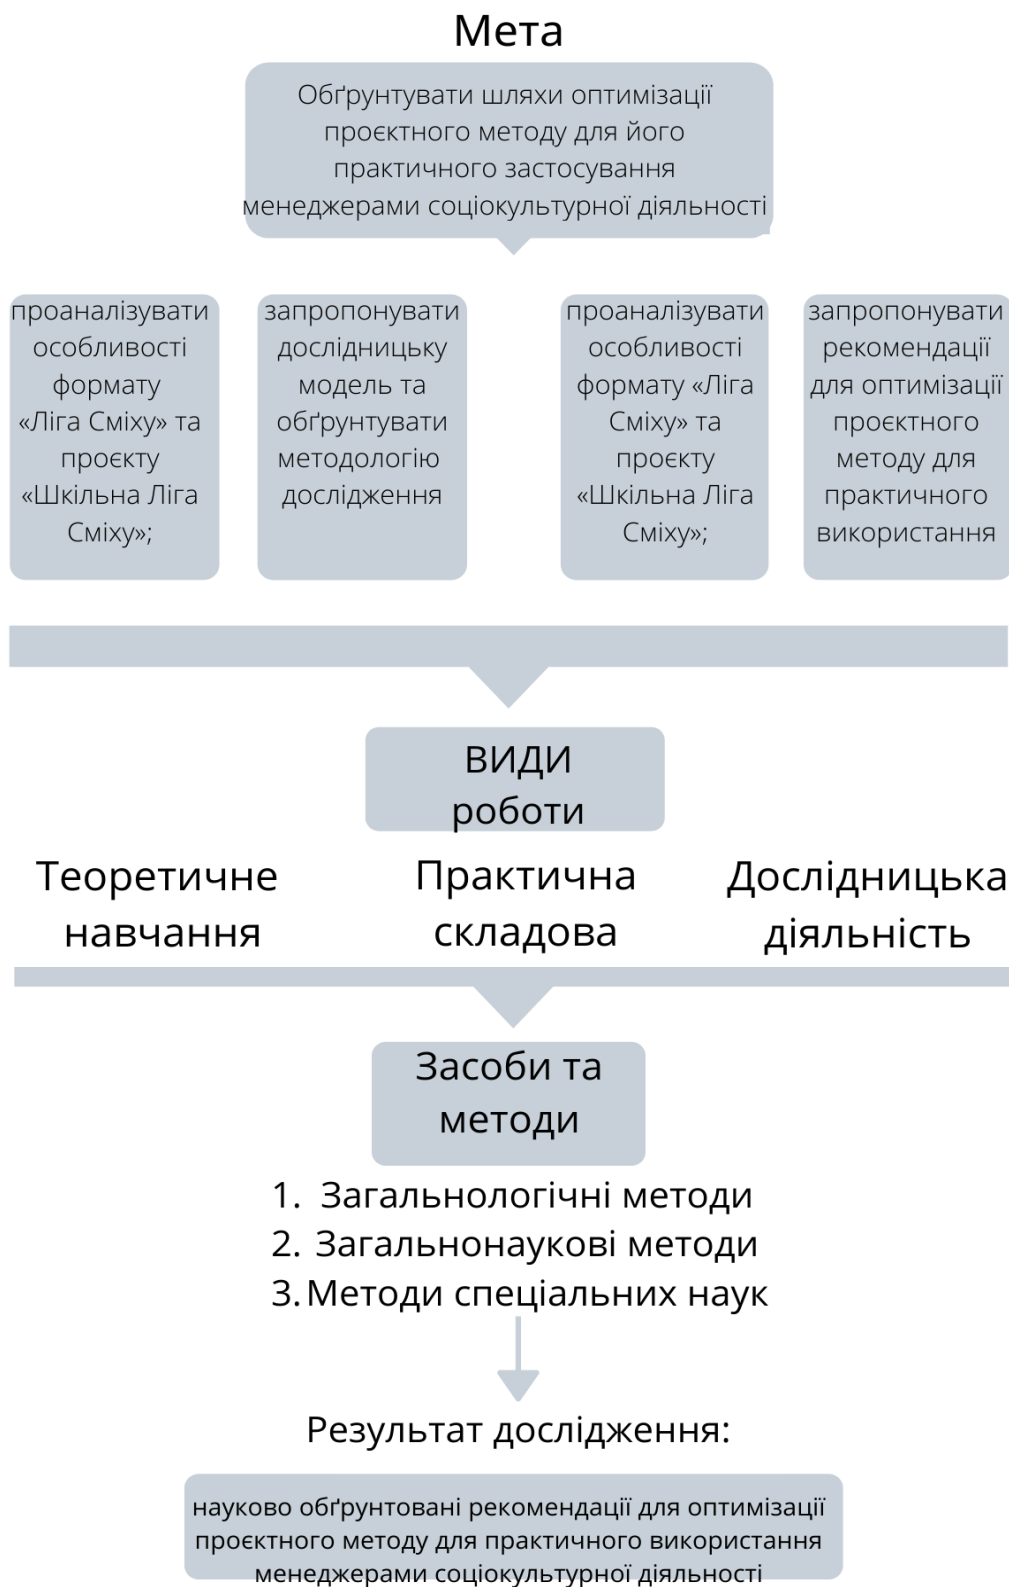 Мета
Обґрунтувати шляхи оптимізації
проєктного методу для його
практичного застосування
менеджерами соціокультурної діяльності
проаналізувати
особливості
формату
«Ліга Сміху» та
проєкту
«Шкільна Ліга
Сміху»;
запропонувати
дослідницьку
модель та
обґрунтувати
методологію
дослідження
проаналізувати
особливості
формату «Ліга
Сміху» та
проєкту
«Шкільна Ліга
Сміху»;
запропонувати
рекомендації
для оптимізації
проєктного
методу для
практичного
використання
ВИДИ
роботи
Теоретичне
навчання
Практична
складова
Дослідницька
діяльність
Засоби та
методи
1. Загальнологічні методи
2. Загальнонаукові методи
3. Методи спеціальних наук
Результат дослідження:
науково обґрунтовані рекомендації для оптимізації
проєктного методу для практичного використання
менеджерами соціокультурної діяльності